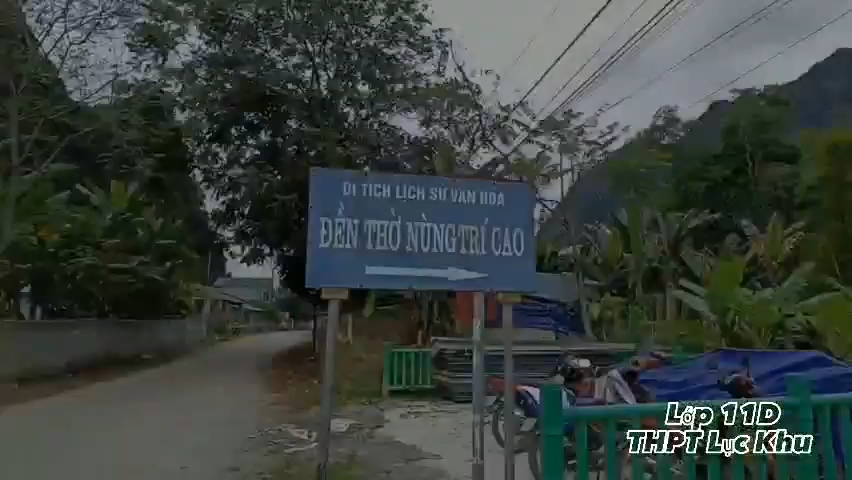 DI TÍCH LỊCH SỬ VĂN HÓA
ĐỀN THỜ NÙNG TRÍ CAO
Lớp 11D
THPT Lục Khu